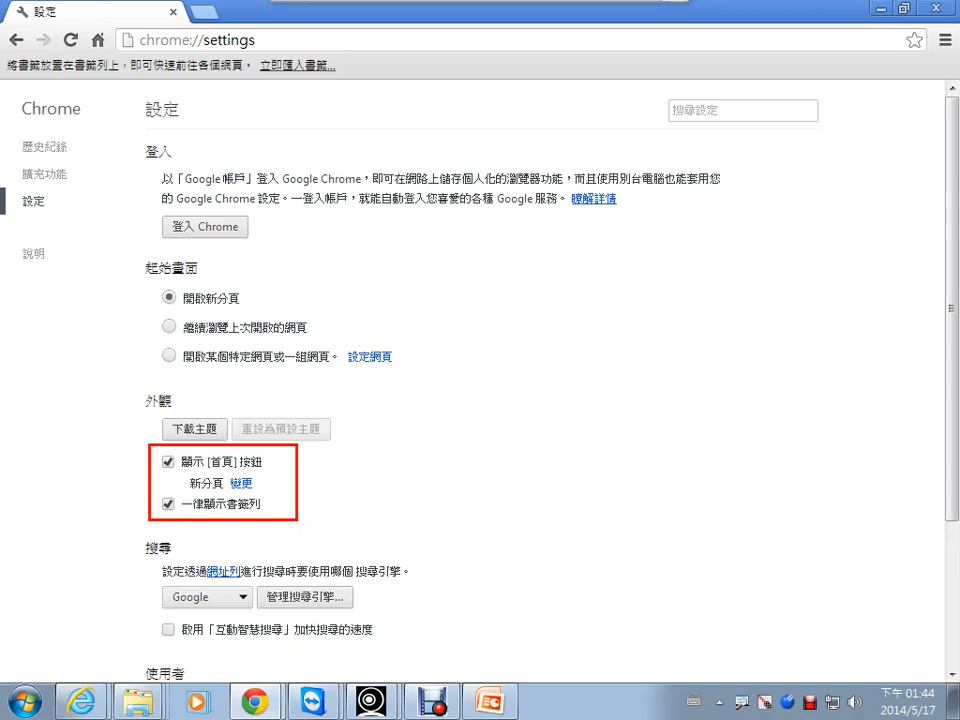 設定
chrome://settings
將書籤放置在書籤列上，即可快速前往各個網頁。 立即匯入書籤...
Chrome
歷史紀錄
擴充功能
設定
說明
設定
搜尋設定
登入
以「Google 帳戶」登入 Google Chrome，即可在網路上儲存個人化的瀏覽器功能，而且使用別台電腦也能套用您
的 Google Chrome 設定。一登入帳戶，就能自動登入您喜愛的各種 Google 服務。 瞭解詳情
登入 Chrome
起始畫面
開啟新分頁
繼續瀏覽上次開啟的網頁
開啟某個特定網頁或一組網頁。 設定網頁
外觀
下載主題 重設為預設主題
顯示 [首頁] 按鈕
新分頁 變更
一律顯示書籤列
搜尋
設定透過網址列進行搜尋時要使用哪個 搜尋引擎。
Google 管理搜尋引擎...
啟用「互動智慧搜尋」加快搜尋的速度
使用者
下午 01:44
2014/5/17